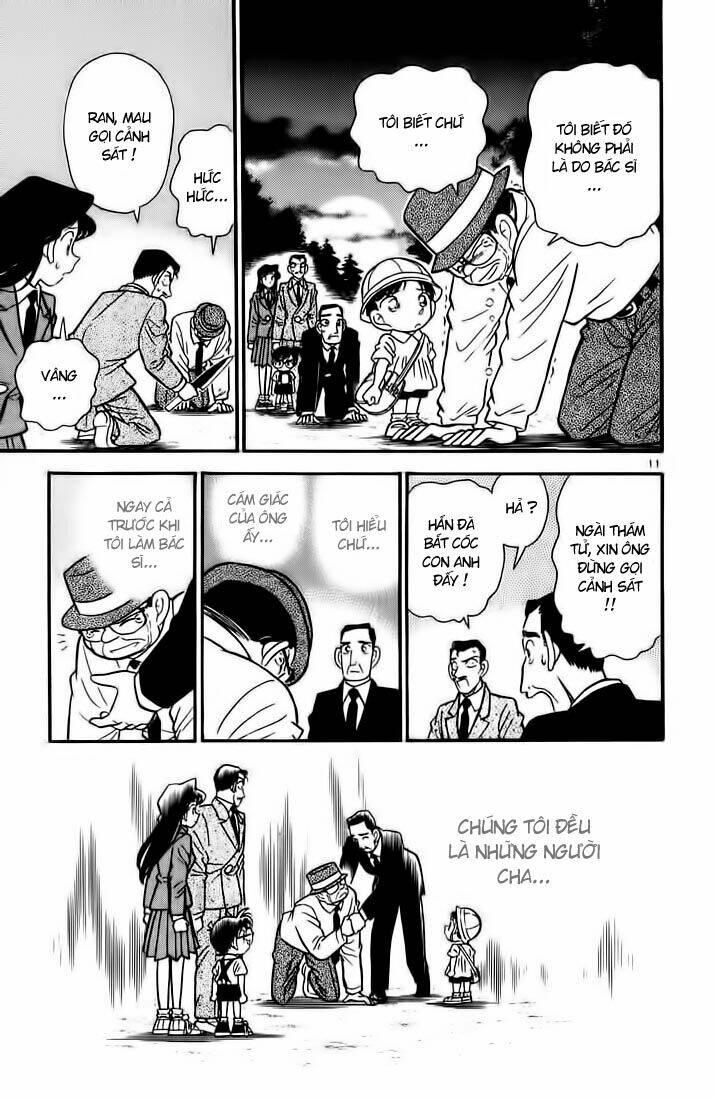 TÔI BIẾT ĐÓ
KHÔNG PHẢI
LÀ DO BÁC SĨ
...
TÔI BIẾT CHỨ
...
RAN, MAU
GỌI CẢNH
SÁT !
HỨC
HỨC...
VÂNG
...
11
NGÀI THÁM
TỬ, XIN ÔNG
ĐỪNG GỌI
CẢNH SÁT
!!
HẢ ?
HẮN ĐÃ
BẮT CÓC
CON ANH
ĐẤY !
TÔI HIỂU
CHỨ...
CẢM GIÁC
CỦA ÔNG
ẤY...
NGAY CẢ
TRƯỚC KHI
TÔI LÀM BÁC
SĨ...
CHÚNG TÔI ĐỀU
LÀ NHỮNG NGƯỜI
CHA...